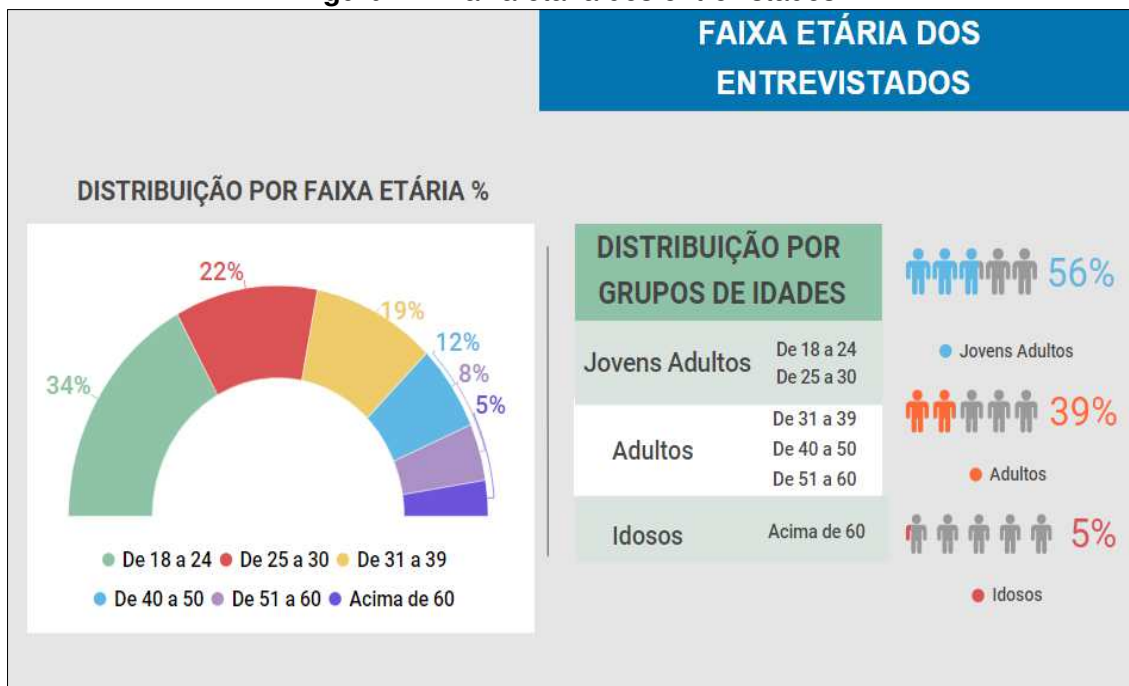 FAIXA ETÁRIA DOS
ENTREVISTADOS
DISTRIBUIÇÃO POR FAIXA ETÁRIA %
34%
22%
19%
12%
8%
5%
De 18 a 24 De 25 a 30 De 31 a 39
De 40 a 50 De 51 a 60 Acima de 60
DISTRIBUIÇÃO POR
GRUPOS DE IDADES
Jovens Adultos
De 18 a 24
De 25 a 30
Adultos
De 31 a 39
De 40 a 50
De 51 a 60
Idosos
Acima de 60
56%
Jovens Adultos
39%
Adultos
5%
Idosos